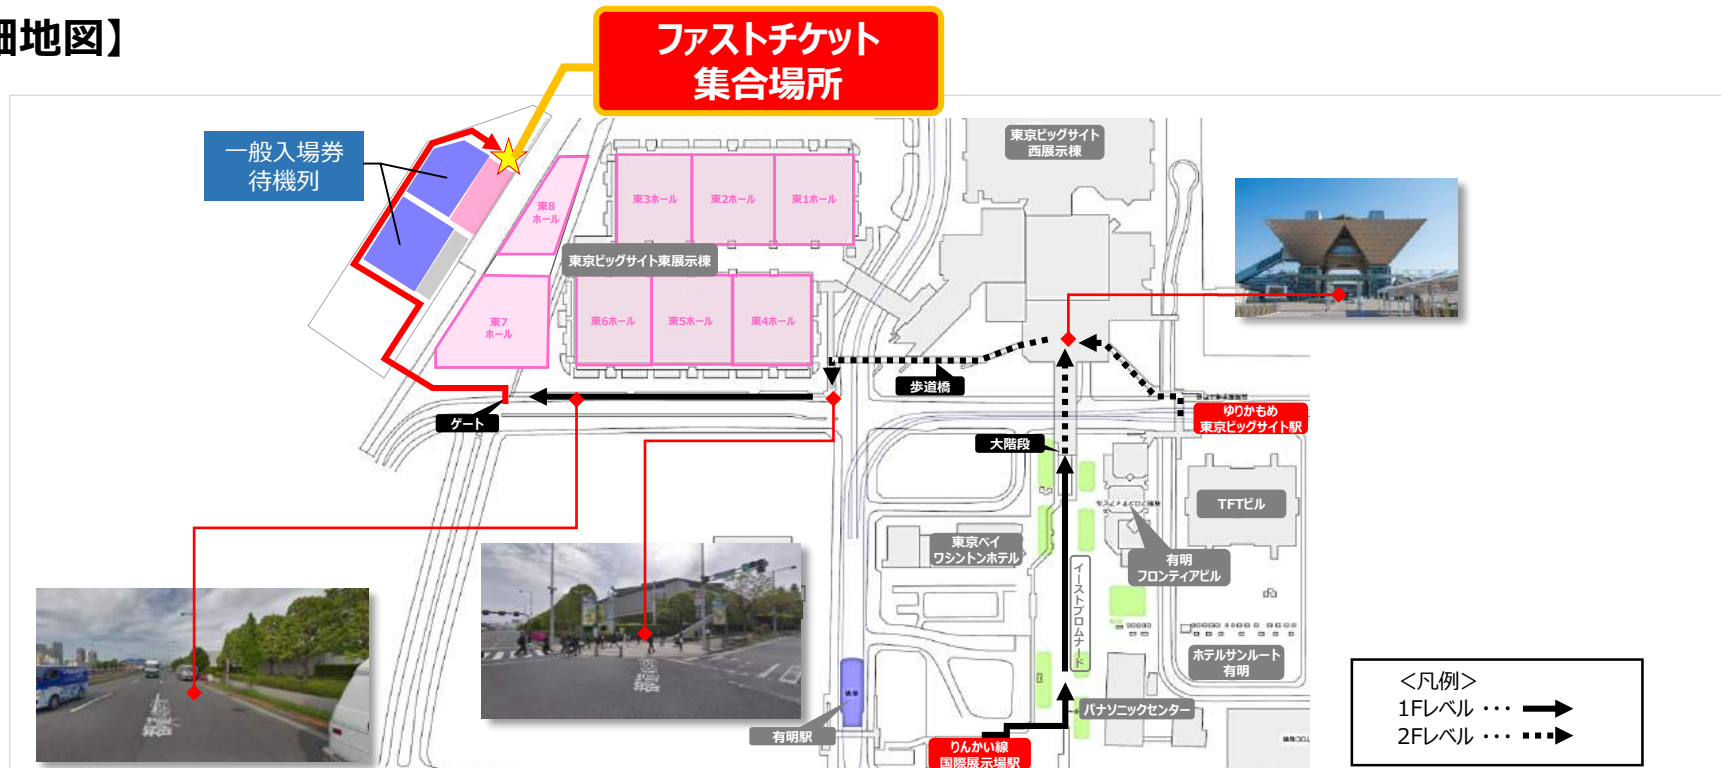 細地図】
ファストチケット
集合場所
一般入場券
待機列
東京ビッグサイト
西展示棟
東8
ホール
東3ホール
東2ホール
東1ホール
東京ビッグサイト東展示棟
東7
ホール
東6ホール
東5ホール
東4ホール
歩道橋
ゲート
ゆりかもめ
東京ビッグサイト駅
大階段
TFTビル
東京ベイ
ワシントンホテル
有明
フロンティアビル
イーストプロムナード
ホテルサンルート
有明
パナソニックセンター
有明駅
りんかい線
国際展示場駅
＜凡例＞
1Fレベル ･･･
2Fレベル ･･･